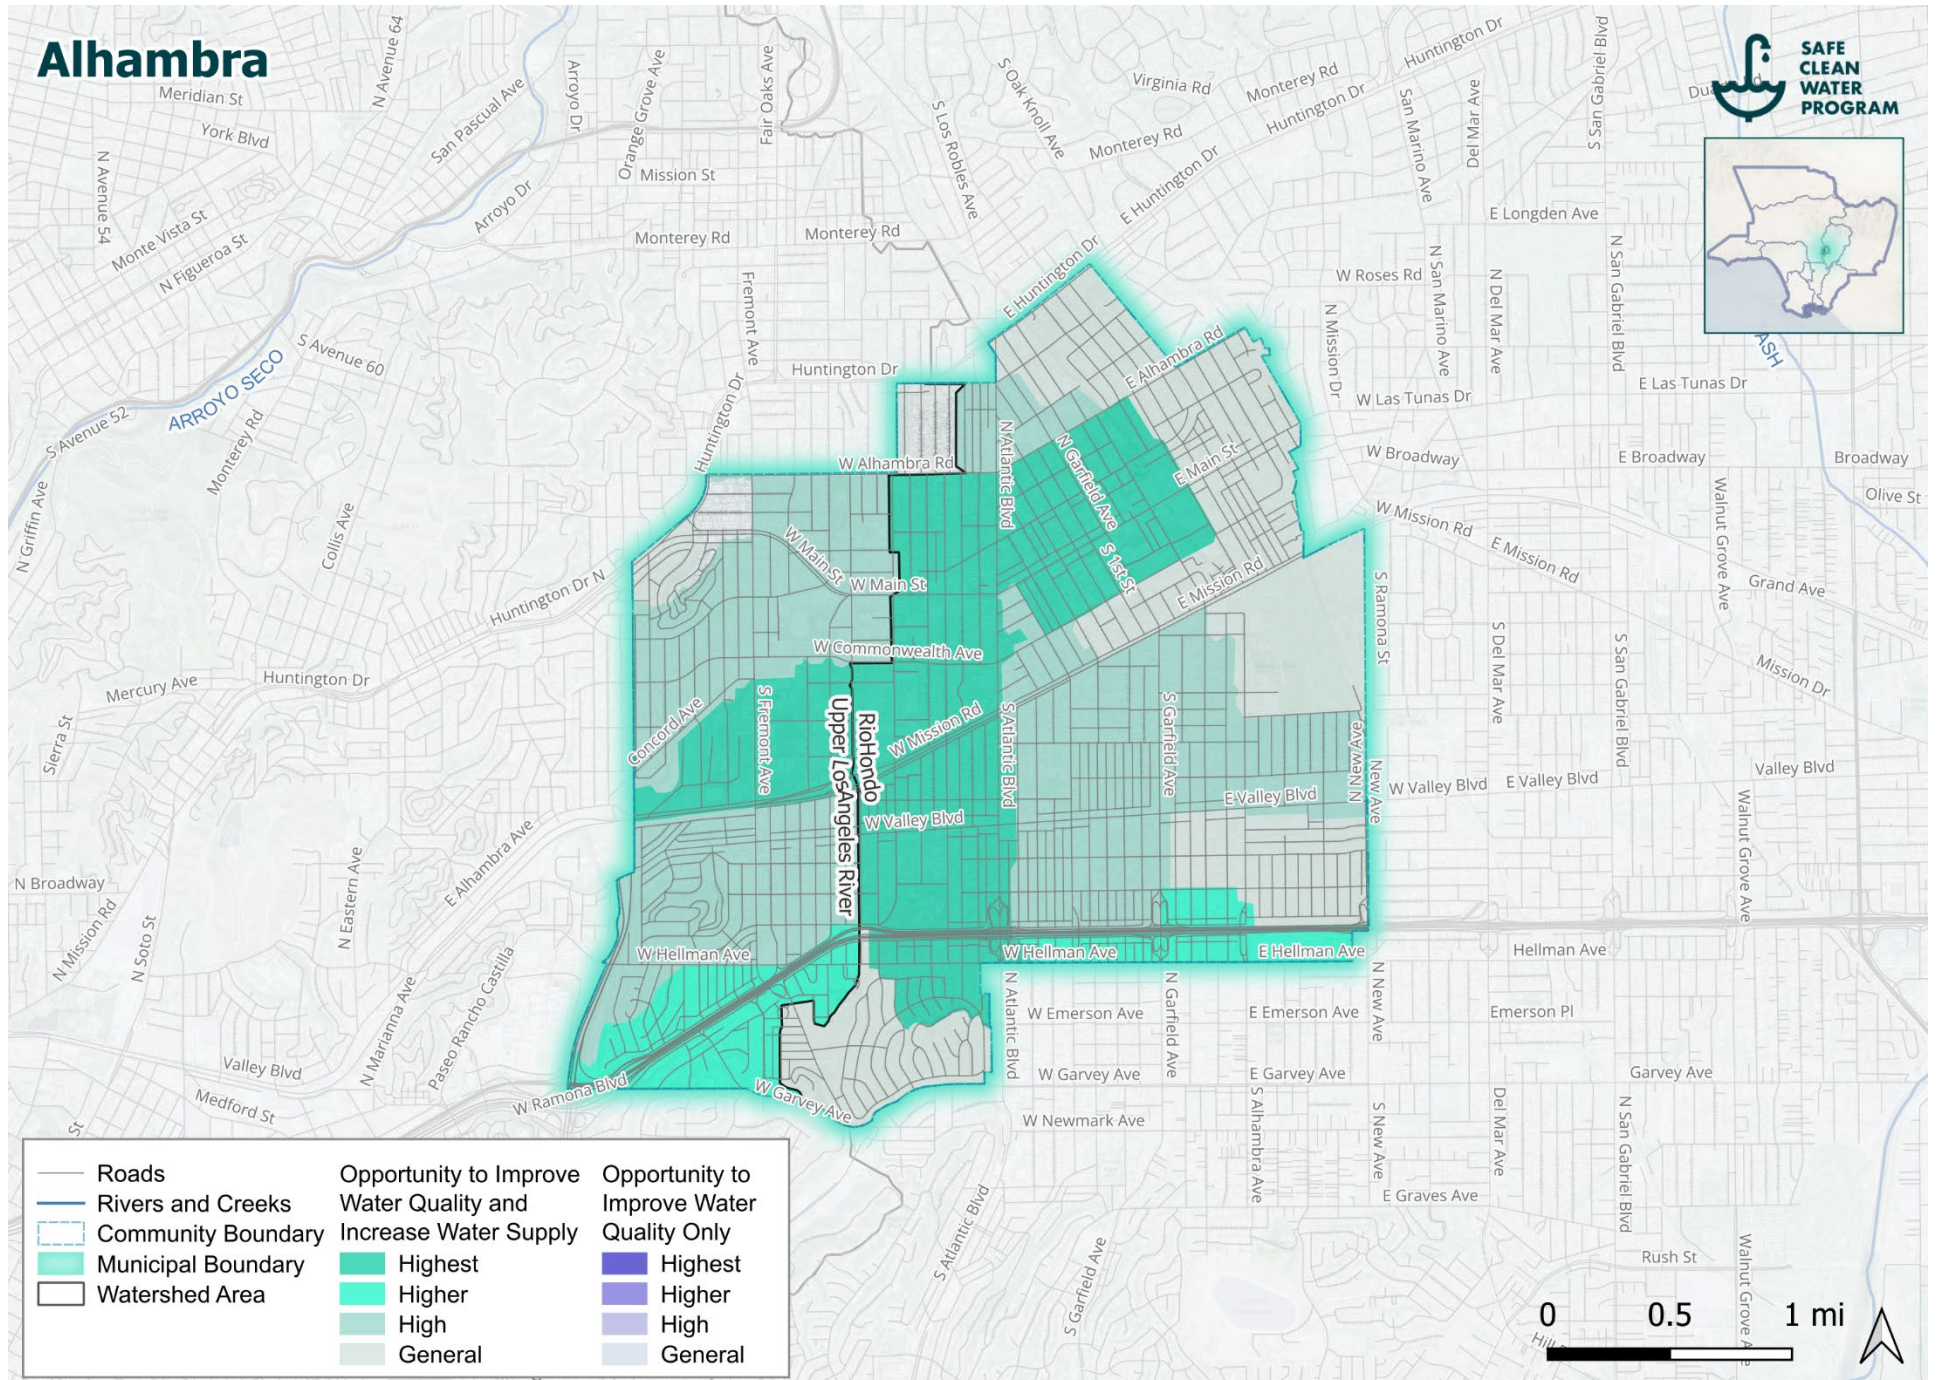 Alhambra
SAFE
CLEAN
WATER
PROGRAM
Meridian St
York Blvd
N Avenue 64
San Pascual Ave
Arroyo Dr
Orange Grove Ave
Fair Oaks Ave
S Oak Knoll Ave
Virginia Rd
Monterey Rd
Huntington Dr
Huntington Dr
San Marino Ave
Del Mar Ave
S San Gabriel Blvd
N Avenue 54
Monte Vista St
N Figueroa St
Mission St
Arroyo Dr
Monterey Rd
Monterey Rd
S Los Robles Ave
Monterey Rd
E Huntington Dr
E Longden Ave
Fremont Ave
E Huntington Dr
W Roses Rd
N San Marino Ave
N Del Mar Ave
N San Gabriel Blvd
N Mission Dr
ASH
S Avenue 60
ARROYO SECO
S Avenue 52
Monterey Rd
Huntington Dr
Huntington Dr
E Alhambra Rd
W Las Tunas Dr
E Las Tunas Dr
W Alhambra Rd
N Atlantic Blvd
N Garfield Ave
E Main St
W Broadway
E Broadway
Broadway
Olive St
N Griffin Ave
Collis Ave
W Main St
W Main St
S 1st St
E Mission Rd
W Mission Rd
E Mission Rd
Walnut Grove Ave
Grand Ave
Huntington Dr N
Huntington Dr
Mercury Ave
Sierra St
W Commonwealth Ave
S Ramona St
S Del Mar Ave
S San Gabriel Blvd
Mission Dr
Concord Ave
S Fremont Ave
Upper LosAngeles River
RioHondo
W Mission Rd
S Atlantic Blvd
S Garfield Ave
N New Ave
New Ave
W Valley Blvd
E Valley Blvd
W Valley Blvd
E Valley Blvd
Valley Blvd
Walnut Grove Ave
N Broadway
N Mission Rd
N Soto St
N Eastern Ave
E Alhambra Ave
W Hellman Ave
W Hellman Ave
E Hellman Ave
Hellman Ave
N Marianna Ave
Paseo Rancho Castilla
N Atlantic Blvd
W Emerson Ave
N Garfield Ave
E Emerson Ave
N New Ave
Emerson Pl
Valley Blvd
Medford St
W Ramona Blvd
W Garvey Ave
W Garvey Ave
E Garvey Ave
Garvey Ave
W Newmark Ave
S Alhambra Ave
S New Ave
Del Mar Ave
N San Gabriel Blvd
E Graves Ave
St
S Atlantic Blvd
S Garfield Ave
Rush St
Walnut Grove Ave
Roads
Rivers and Creeks
Community Boundary
Municipal Boundary
Watershed Area
Opportunity to Improve
Water Quality and
Increase Water Supply
Highest
Higher
High
General
Opportunity to
Improve Water
Quality Only
Highest
Higher
High
General
0 0.5 1 mi